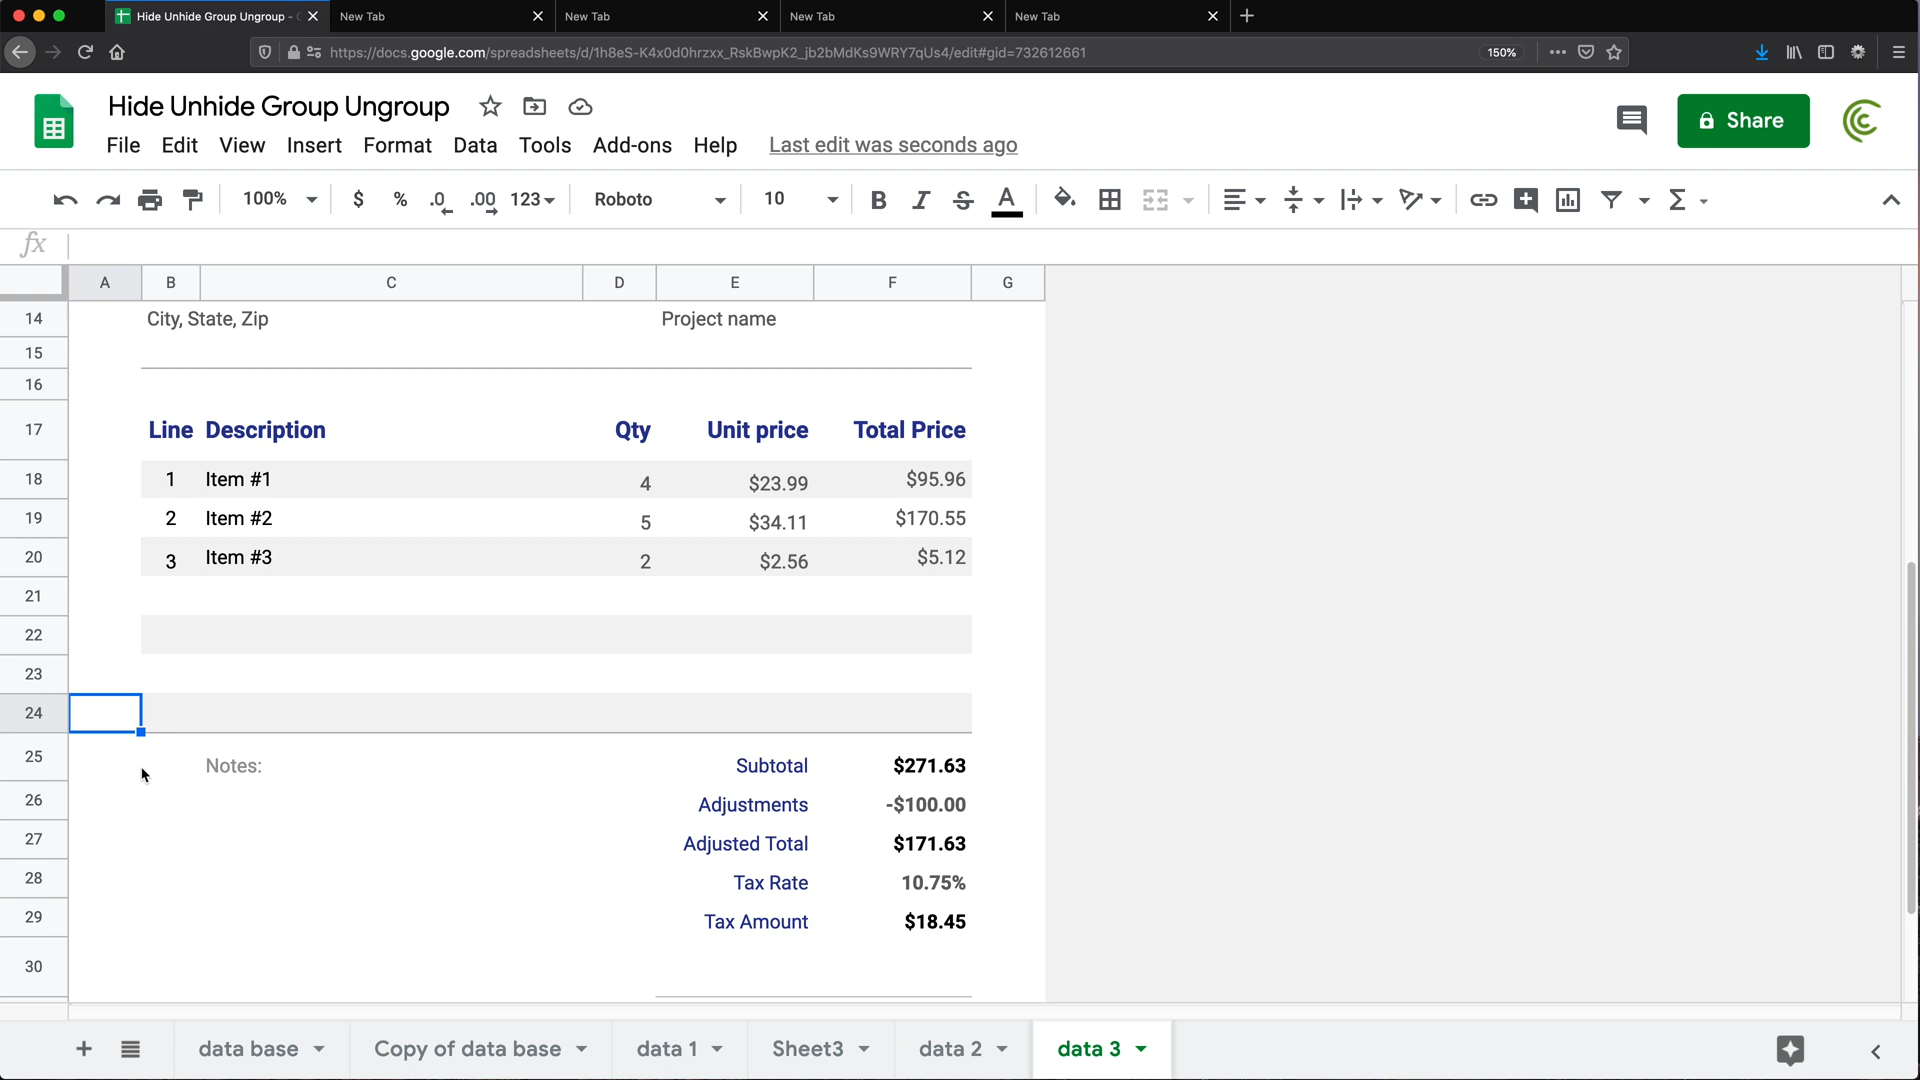 Hide Unhide Group Ungroup - New Tab New Tab New Tab New Tab
https://docs.google.com/spreadsheets/d/1h8eS-K4x0d0hrzxx_RskBwpK2_jb2bMdKs9WRY7qUs4/edit#gid=732612661 150%
Hide Unhide Group Ungroup
Share
File Edit View Insert Format Data Tools Add-ons Help Last edit was seconds ago
100% $ % .0 .00 123 Roboto 10 B I S A Σ
fx
A B C D E F G
14 City, State, Zip Project name
15
16
17 Line Description Qty Unit price Total Price
18 1 Item #1 4 $23.99 $95.96
19 2 Item #2 5 $34.11 $170.55
20 3 Item #3 2 $2.56 $5.12
21
22
23
24
25 Notes: Subtotal $271.63
26 Adjustments -$100.00
27 Adjusted Total $171.63
28 Tax Rate 10.75%
29 Tax Amount $18.45
30
data base Copy of data base data 1 Sheet3 data 2 data 3